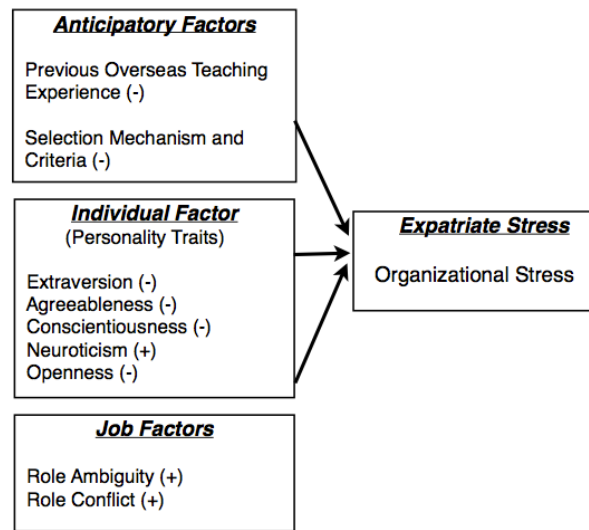 Anticipatory Factors
Previous Overseas Teaching
Experience (-)
Selection Mechanism and
Criteria (-)
Individual Factor
(Personality Traits)
Extraversion (-)
Agreeableness (-)
Conscientiousness (-)
Neuroticism (+)
Openness (-)
Job Factors
Role Ambiguity (+)
Role Conflict (+)
Expatriate Stress
Organizational Stress